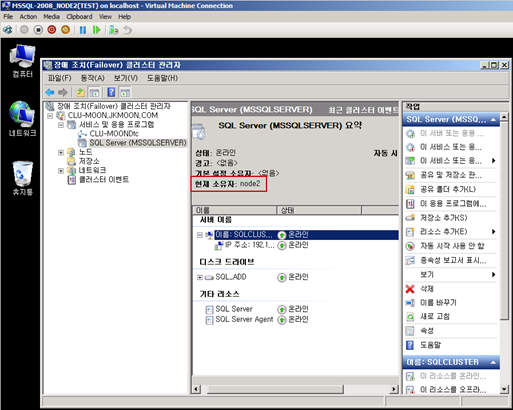 MSSQL-2008_NODE2(TEST) on localhost - Virtual Machine Connection
File Action Media Clipboard View Help
컴퓨터
네트워크
휴지통
장애 조치(Failover) 클러스터 관리자
파일(F) 동작(A) 보기(V) 도움말(H)
장애 조치(Failover) 클러스터 관리자
CLU-MOON.JKMOON.COM
서비스 및 응용 프로그램
CLU-MOONDtc
SQL Server (MSSQLSERVER)
노드
저장소
네트워크
클러스터 이벤트
SQL Server (MSSQLSERVER) 최근 클러스터 이벤트
SQL Server (MSSQLSERVER) 요약
상태: 온라인 자동 시
경고: <없음>
기본 설정 소유자: <없음>
현재 소유자: node2
이름 상태
서버 이름
이름: SQLCLUS... 온라인
IP 주소: 192.1... 온라인
디스크 드라이브
SQL_ADD 온라인
기타 리소스
SQL Server 온라인
SQL Server Agent 온라인
작업
SQL Server (MSSQ...
이 서비스 또는 응용 ...
이 서비스 또는 응용 ...
이 서비스 또는 응...
공유 및 저장소 관...
공유 폴더 추가(L)
이 응용 프로그램에...
저장소 추가(S)
리소스 추가(E)
자동 시작 사용 안 함
종속성 보고서 표시...
보기
삭제
이름 바꾸기
새로 고침
속성
도움말
이름: SQLCLUSTER
이 리소스를 온라인...
이 리소스를 오프라...